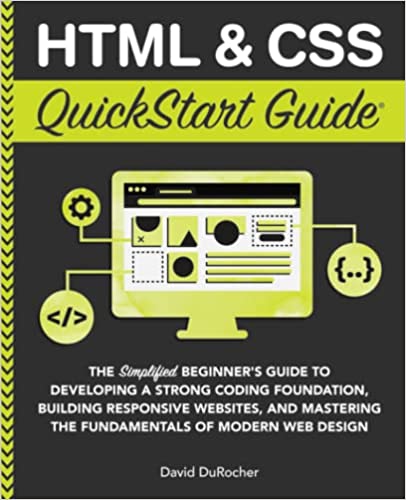 HTML & CSS
QuickStart Guide®
</>
{..}
THE Simplified BEGINNER'S GUIDE TO
DEVELOPING A STRONG CODING FOUNDATION,
BUILDING RESPONSIVE WEBSITES, AND MASTERING
THE FUNDAMENTALS OF MODERN WEB DESIGN
David DuRocher